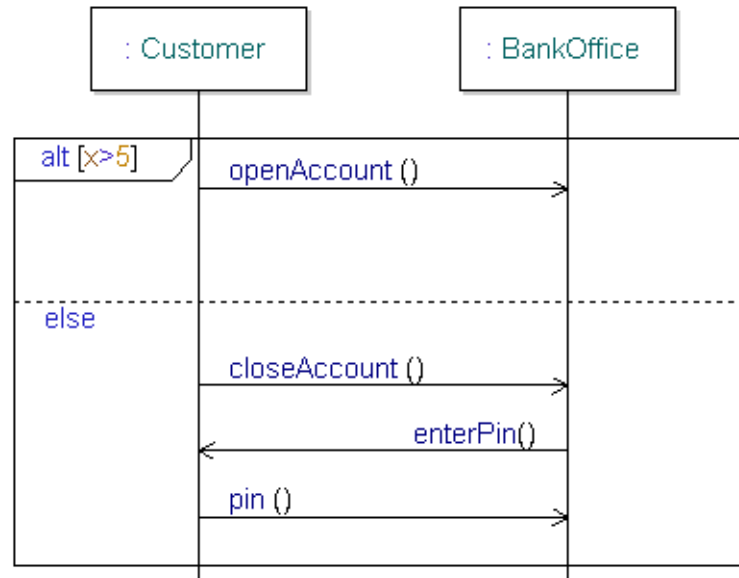 : Customer
: BankOffice
alt [x>5]
openAccount ()
else
closeAccount ()
enterPin()
pin ()